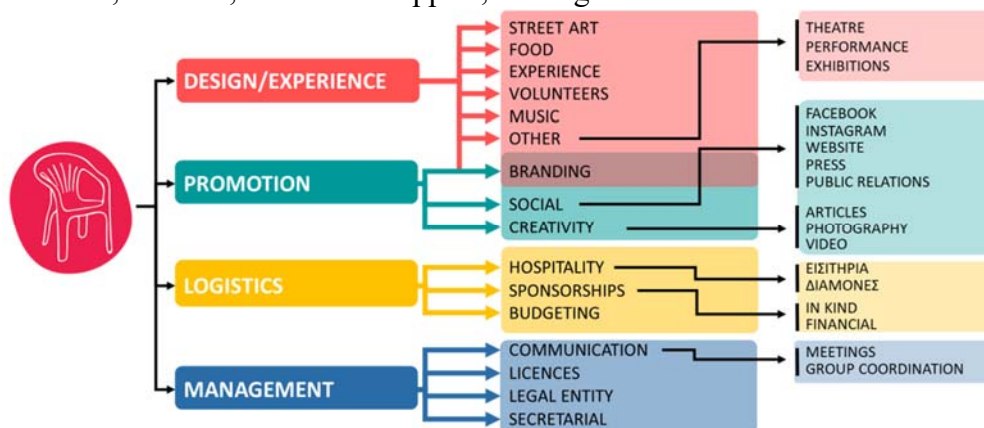 DESIGN/EXPERIENCE
STREET ART
FOOD
EXPERIENCE
VOLUNTEERS
MUSIC
OTHER
THEATRE
PERFORMANCE
EXHIBITIONS
PROMOTION
BRANDING
SOCIAL
CREATIVITY
FACEBOOK
INSTAGRAM
WEBSITE
PRESS
PUBLIC RELATIONS
ARTICLES
PHOTOGRAPHY
VIDEO
LOGISTICS
HOSPITALITY
SPONSORSHIPS
BUDGETING
ΕΙΣΙΤΗΡΙΑ
ΔΙΑΜΟΝΕΣ
IN KIND
FINANCIAL
MANAGEMENT
COMMUNICATION
LICENCES
LEGAL ENTITY
SECRETARIAL
MEETINGS
GROUP COORDINATION